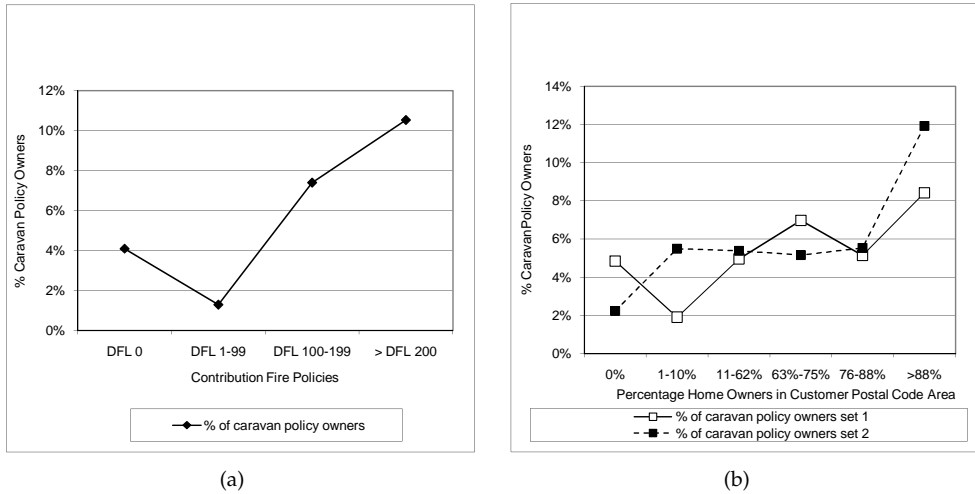 12%
10%
8%
6%
4%
2%
0%
% Caravan Policy Owners
DFL 0 DFL 1-99 DFL 100-199 > DFL 200
Contribution Fire Policies
% of caravan policy owners
(a)
14%
12%
10%
8%
6%
4%
2%
0%
% Caravan Policy Owners
0% 1-10% 11-62% 63%-75% 76-88% >88%
Percentage Home Owners in Customer Postal Code Area
% of caravan policy owners set 1
% of caravan policy owners set 2
(b)